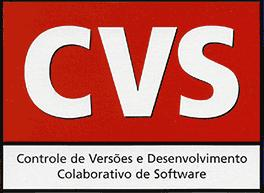 CVS
Controle de Versões e Desenvolvimento
Colaborativo de Software